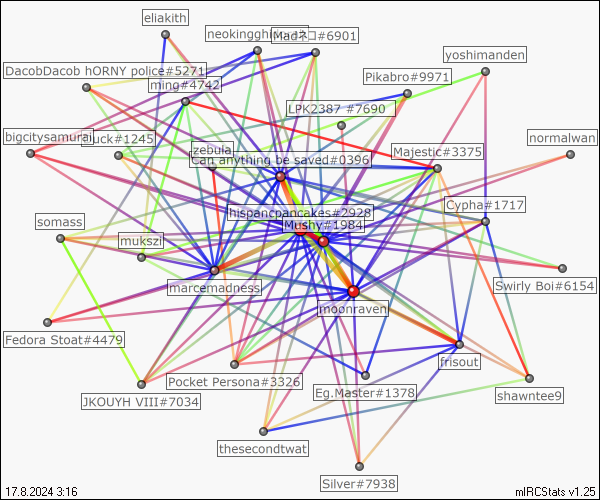 eliakith
neokingghi
Madネコ#6901
yoshimanden
DacobDacob hORNY police#5271
ming#4742
Pikabro#9971
LPK2387 #7690
bigcitysamurai
uck#1245
zebula
Can anything be saved#0396
Majestic#3375
normalwan
hispancpancakes#2928
Mushy#1984
Cypha#1717
somass
mukszi
marcemadness
Swirly Boi#6154
moonraven
Fedora Stoat#4479
frisout
Pocket Persona#3326
Eg.Master#1378
JKOUYH VIII#7034
shawntee9
thesecondtwat
Silver#7938
17.8.2024 3:16
mIRCStats v1.25